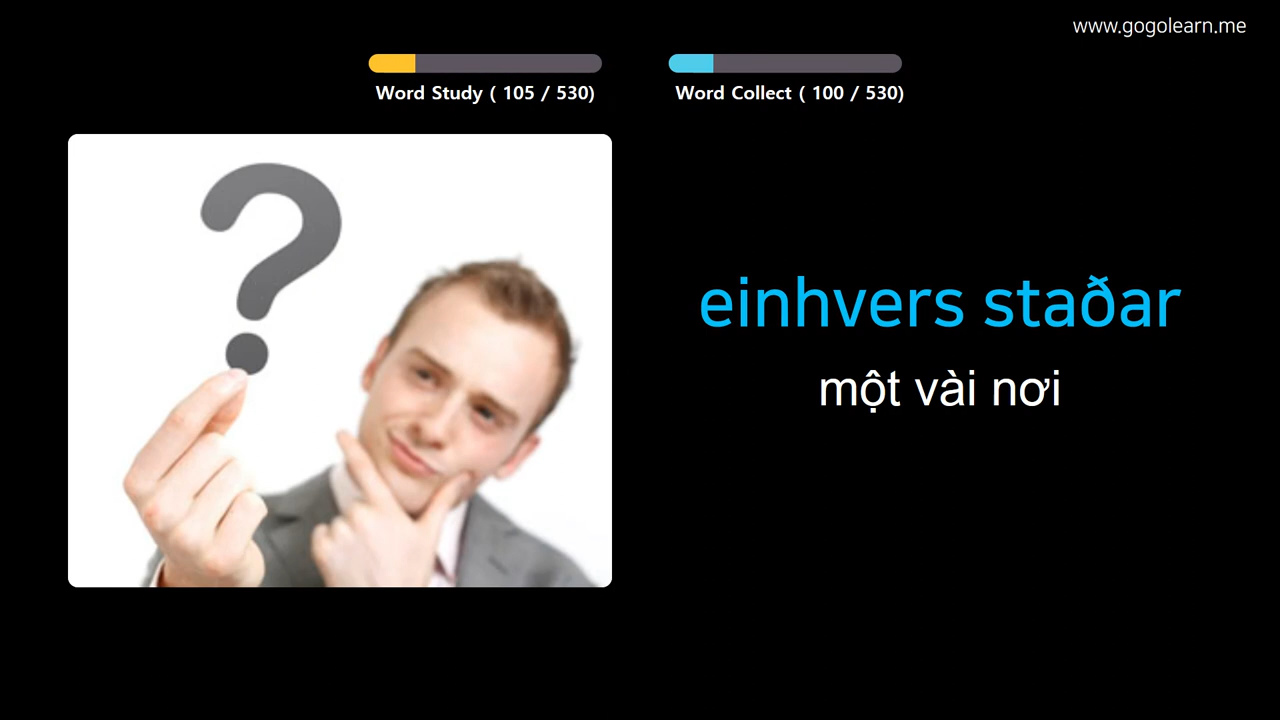 www.gogolearn.me
Word Study ( 105 / 530)
Word Collect ( 100 / 530)
?
einhvers staðar
một vài nơi